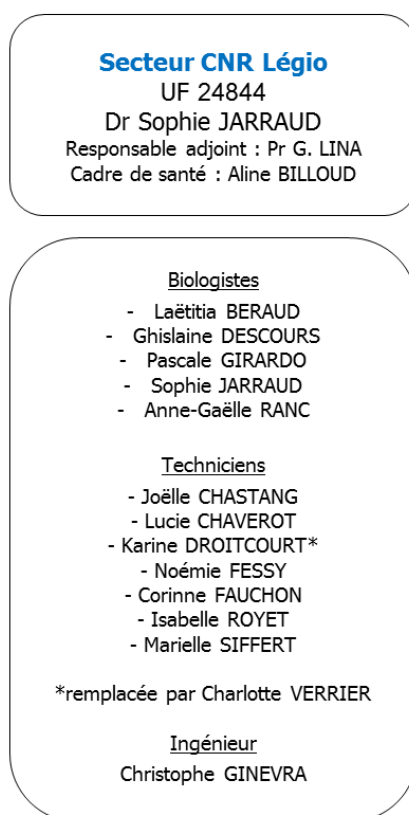 Secteur CNR Légio
UF 24844
Dr Sophie JARRAUD
Responsable adjoint : Pr G. LINA
Cadre de santé : Aline BILLOUD
Biologistes
- Laëtitia BERAUD
- Ghislaine DESCOURS
- Pascale GIRARDO
- Sophie JARRAUD
- Anne-Gaëlle RANC
Techniciens
- Joëlle CHASTANG
- Lucie CHAVEROT
- Karine DROITCOURT*
- Noémie FESSY
- Corinne FAUCHON
- Isabelle ROYET
- Marielle SIFFERT
*remplacée par Charlotte VERRIER
Ingénieur
Christophe GINEVRA